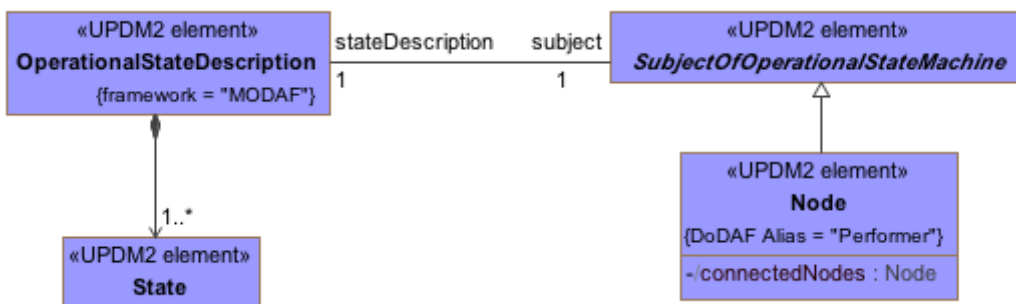 «UPDM2 element»
OperationalStateDescription
{framework = "MODAF"}
stateDescription
subject
1
1
«UPDM2 element»
SubjectOfOperationalStateMachine
1..*
«UPDM2 element»
State
«UPDM2 element»
Node
{DoDAF Alias = "Performer"}
-/connectedNodes : Node